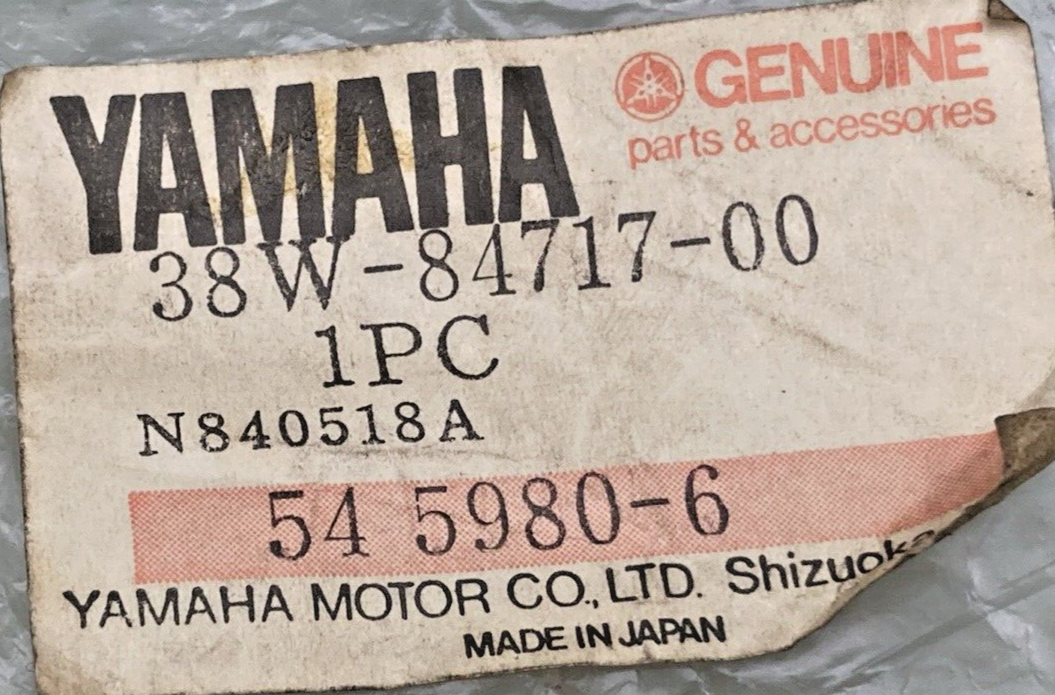 YAMAHA
GENUINE
parts & accessories
38W-84717-00
1PC
N840518A
54 5980-6
YAMAHA MOTOR CO., LTD. Shizuoka
MADE IN JAPAN